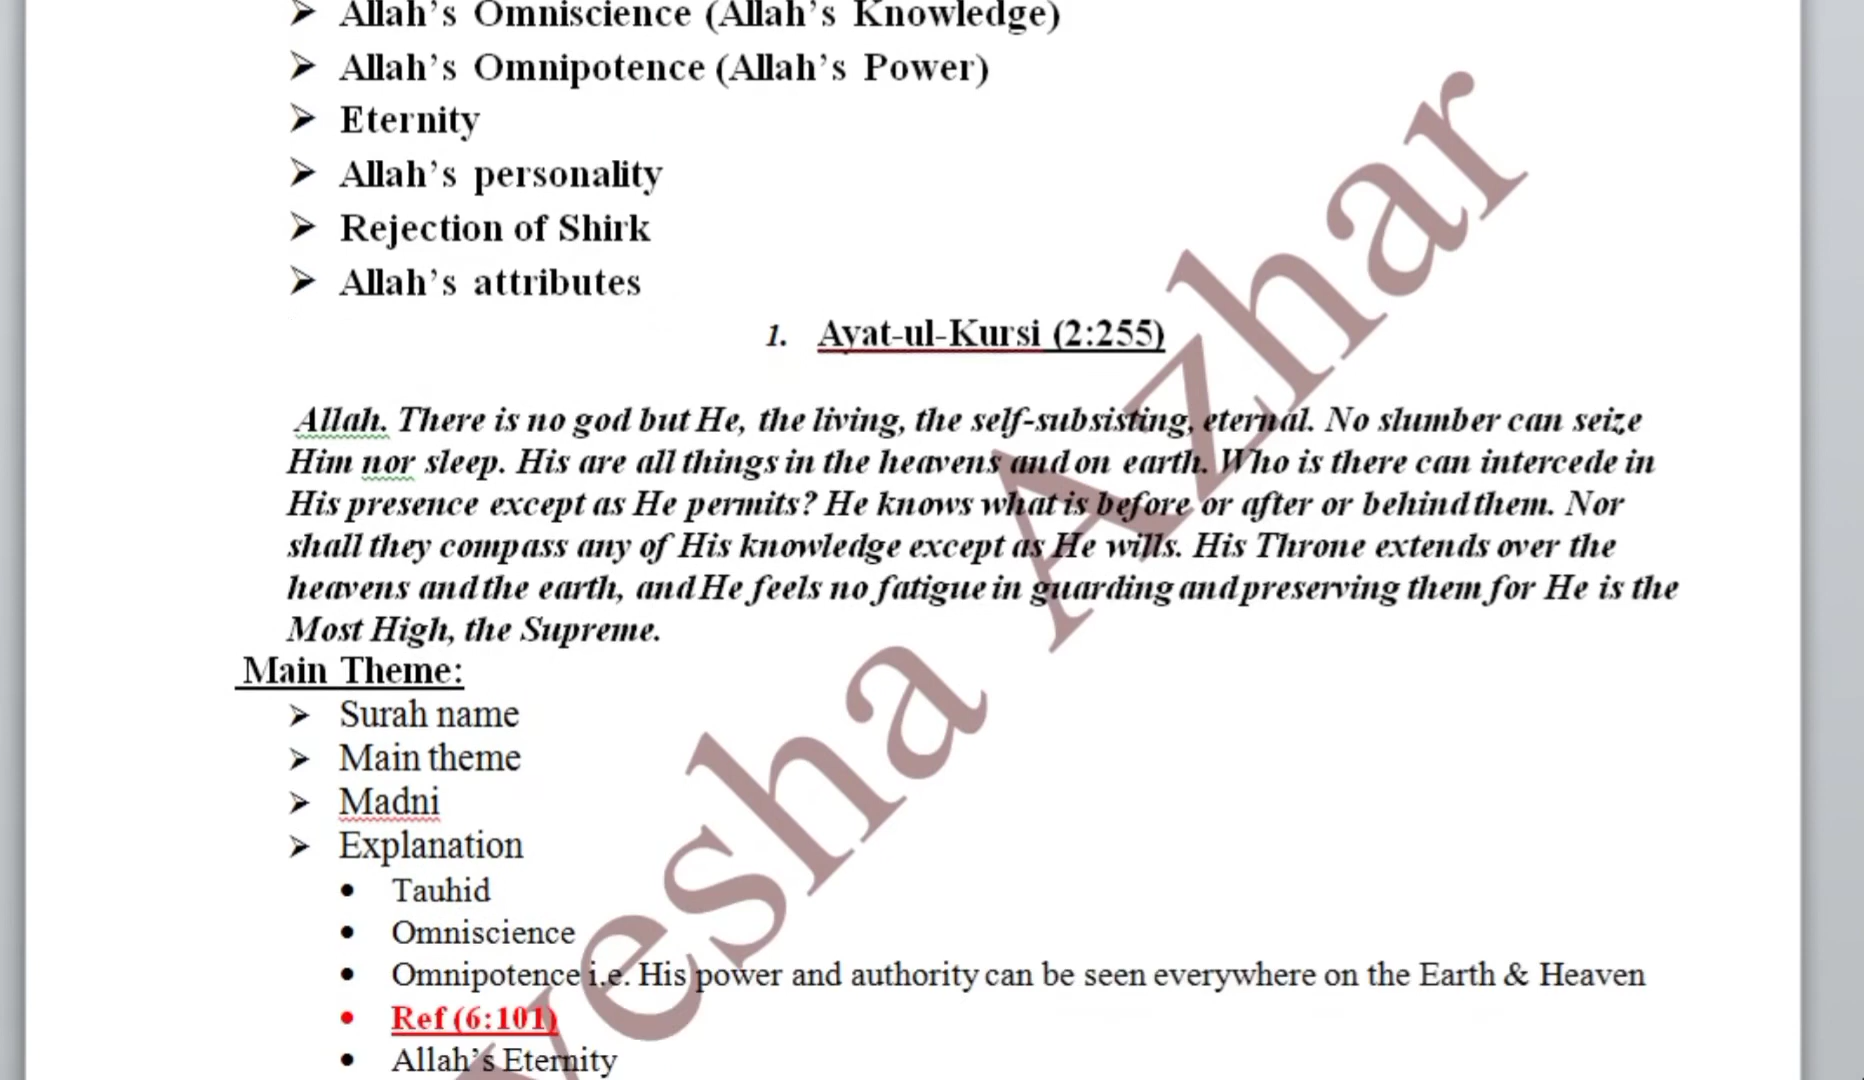 Allah's Omniscience (Allah's Knowledge)
Allah's Omnipotence (Allah's Power)
Eternity
Allah's personality
Rejection of Shirk
Allah's attributes
1. Ayat-ul-Kursi (2:255)
Allah. There is no god but He, the living, the self-subsisting, eternal. No slumber can seize
Him nor sleep. His are all things in the heavens and on earth. Who is there can intercede in
His presence except as He permits? He knows what is before or after or behind them. Nor
shall they compass any of His knowledge except as He wills. His Throne extends over the
heavens and the earth, and He feels no fatigue in guarding and preserving them for He is the
Most High, the Supreme.
Main Theme:
Surah name
Main theme
Madni
Explanation
Tauhid
Omniscience
Omnipotence i.e. His power and authority can be seen everywhere on the Earth & Heaven
Ref (6:101)
Allah's Eternity
yesha Azhar